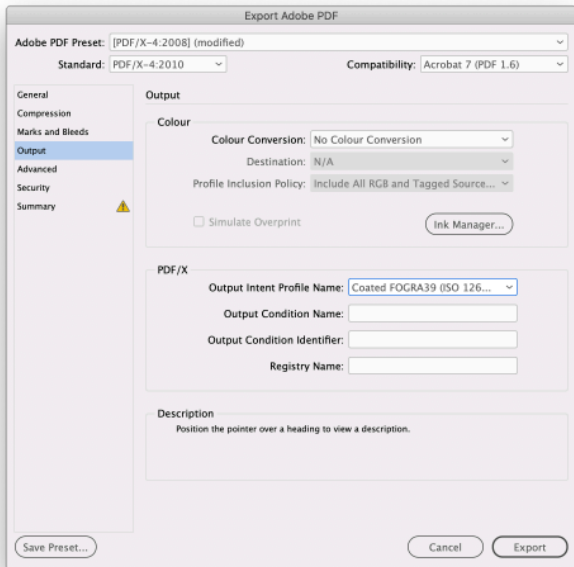 Export Adobe PDF
Adobe PDF Preset: [PDF/X-4:2008] (modified)
Standard: PDF/X-4:2010 Compatibility: Acrobat 7 (PDF 1.6)
General
Compression
Marks and Bleeds
Output
Advanced
Security
Summary
Output
Colour
Colour Conversion: No Colour Conversion
Destination: N/A
Profile Inclusion Policy: Include All RGB and Tagged Source...
Simulate Overprint Ink Manager...
PDF/X
Output Intent Profile Name: Coated FOGRA39 (ISO 126...
Output Condition Name:
Output Condition Identifier:
Registry Name:
Description
Position the pointer over a heading to view a description.
Save Preset... Cancel Export